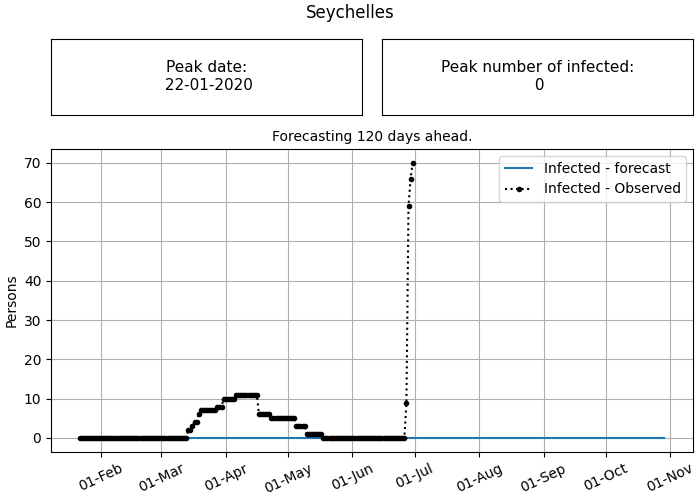 Seychelles
Peak date:
22-01-2020
Peak number of infected:
0
Forecasting 120 days ahead.
Infected - forecast
Infected - Observed
Persons
70
60
50
40
30
20
10
0
01-Feb
01-Mar
01-Apr
01-May
01-Jun
01-Jul
01-Aug
01-Sep
01-Oct
01-Nov